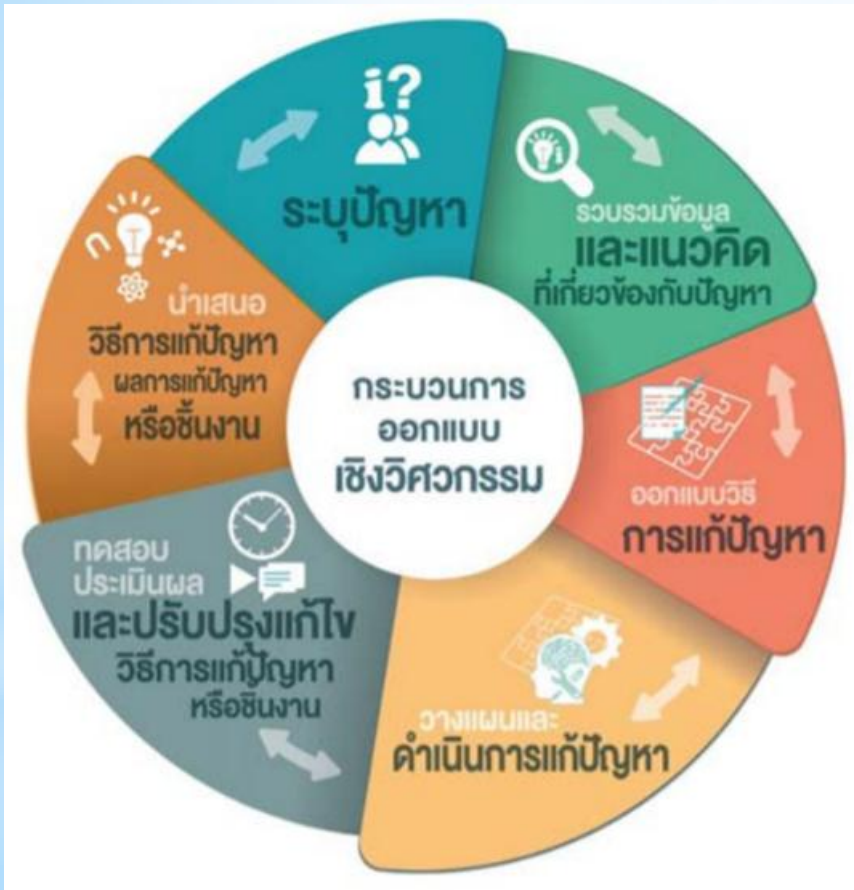 i?
ระบุปัญหา
รวบรวมข้อมูล
และแนวคิด
ที่เกี่ยวข้องกับปัญหา
ออกแบบวิธี
การแก้ปัญหา
วางแผนและ
ดำเนินการแก้ปัญหา
ทดสอบ
ประเมินผล
และปรับปรุงแก้ไข
วิธีการแก้ปัญหา
หรือชิ้นงาน
นำเสนอ
วิธีการแก้ปัญหา
ผลการแก้ปัญหา
หรือชิ้นงาน
กระบวนการ
ออกแบบ
เชิงวิศวกรรม